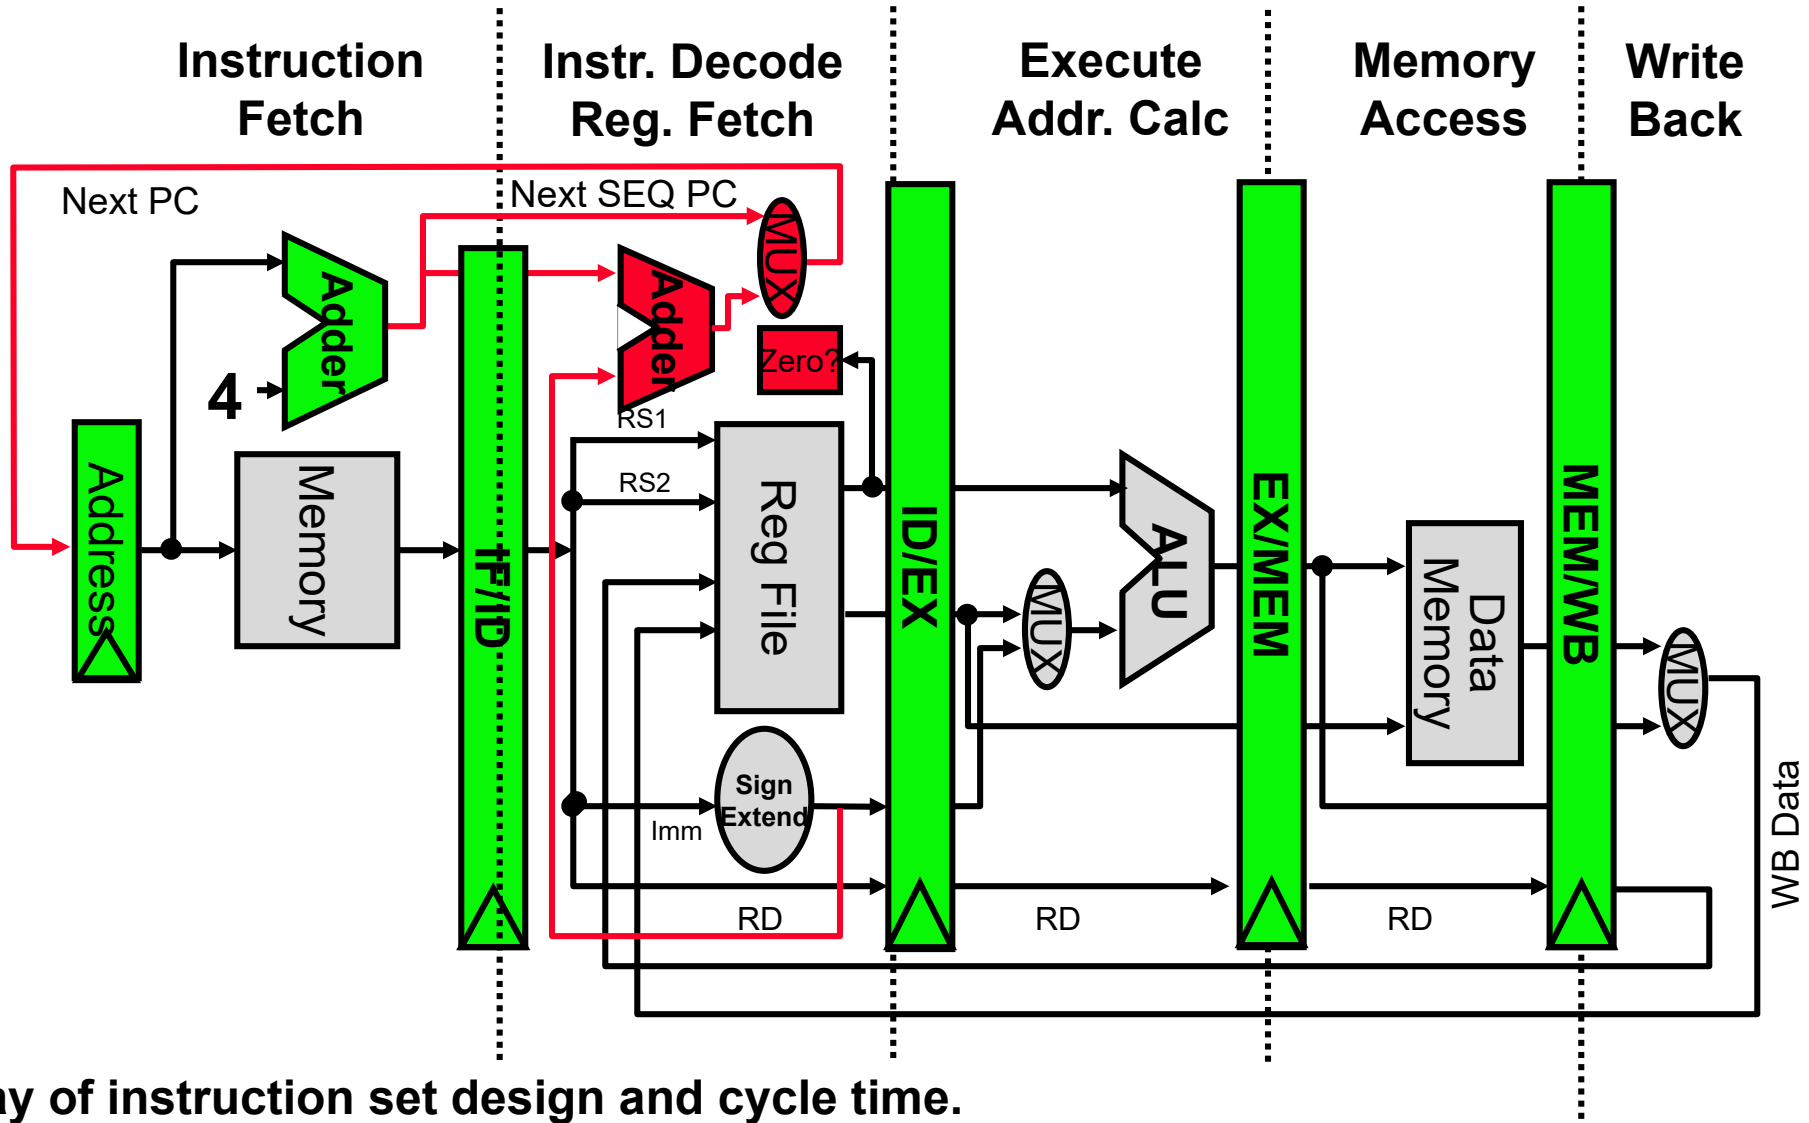 Instruction
Fetch
Instr. Decode
Reg. Fetch
Execute
Addr. Calc
Memory
Access
Write
Back
Next PC
Next SEQ PC
MUX
Adder
Adder
Zero?
4
RS1
Address
Memory
IF/ID
RS2
Reg File
ID/EX
MUX
ALU
EX/MEM
Data
Memory
MEM/WB
MUX
Sign
Extend
Imm
WB Data
RD
RD
RD
ay of instruction set design and cycle time.